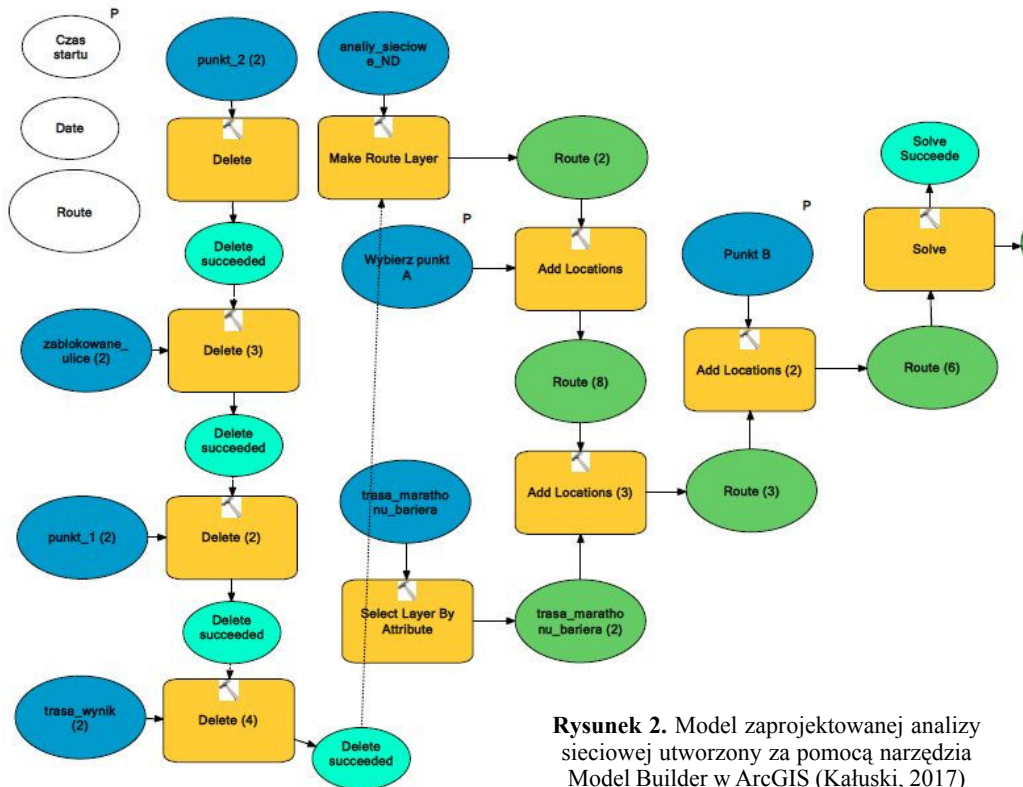 P
Czas
startu
Date
Route
punkt_2 (2)
Delete
Delete
succeeded
zablokowane_
ulice (2)
Delete (3)
Delete
succeeded
punkt_1 (2)
Delete (2)
Delete
succeeded
trasa_wynik
(2)
Delete (4)
Delete
succeeded
analiy_sieciow
e_ND
Make Route Layer
Route (2)
P
Wybierz punkt
A
Add Locations
Route (8)
trasa_maratho
nu_bariera
Select Layer By
Attribute
trasa_maratho
nu_bariera (2)
Add Locations (3)
Route (3)
P
Punkt B
Add Locations (2)
Route (6)
Solve
Solve
Succeede
Rysunek 2. Model zaprojektowanej analizy
sieciowej utworzony za pomocą narzędzia
Model Builder w ArcGIS (Kałuski, 2017)